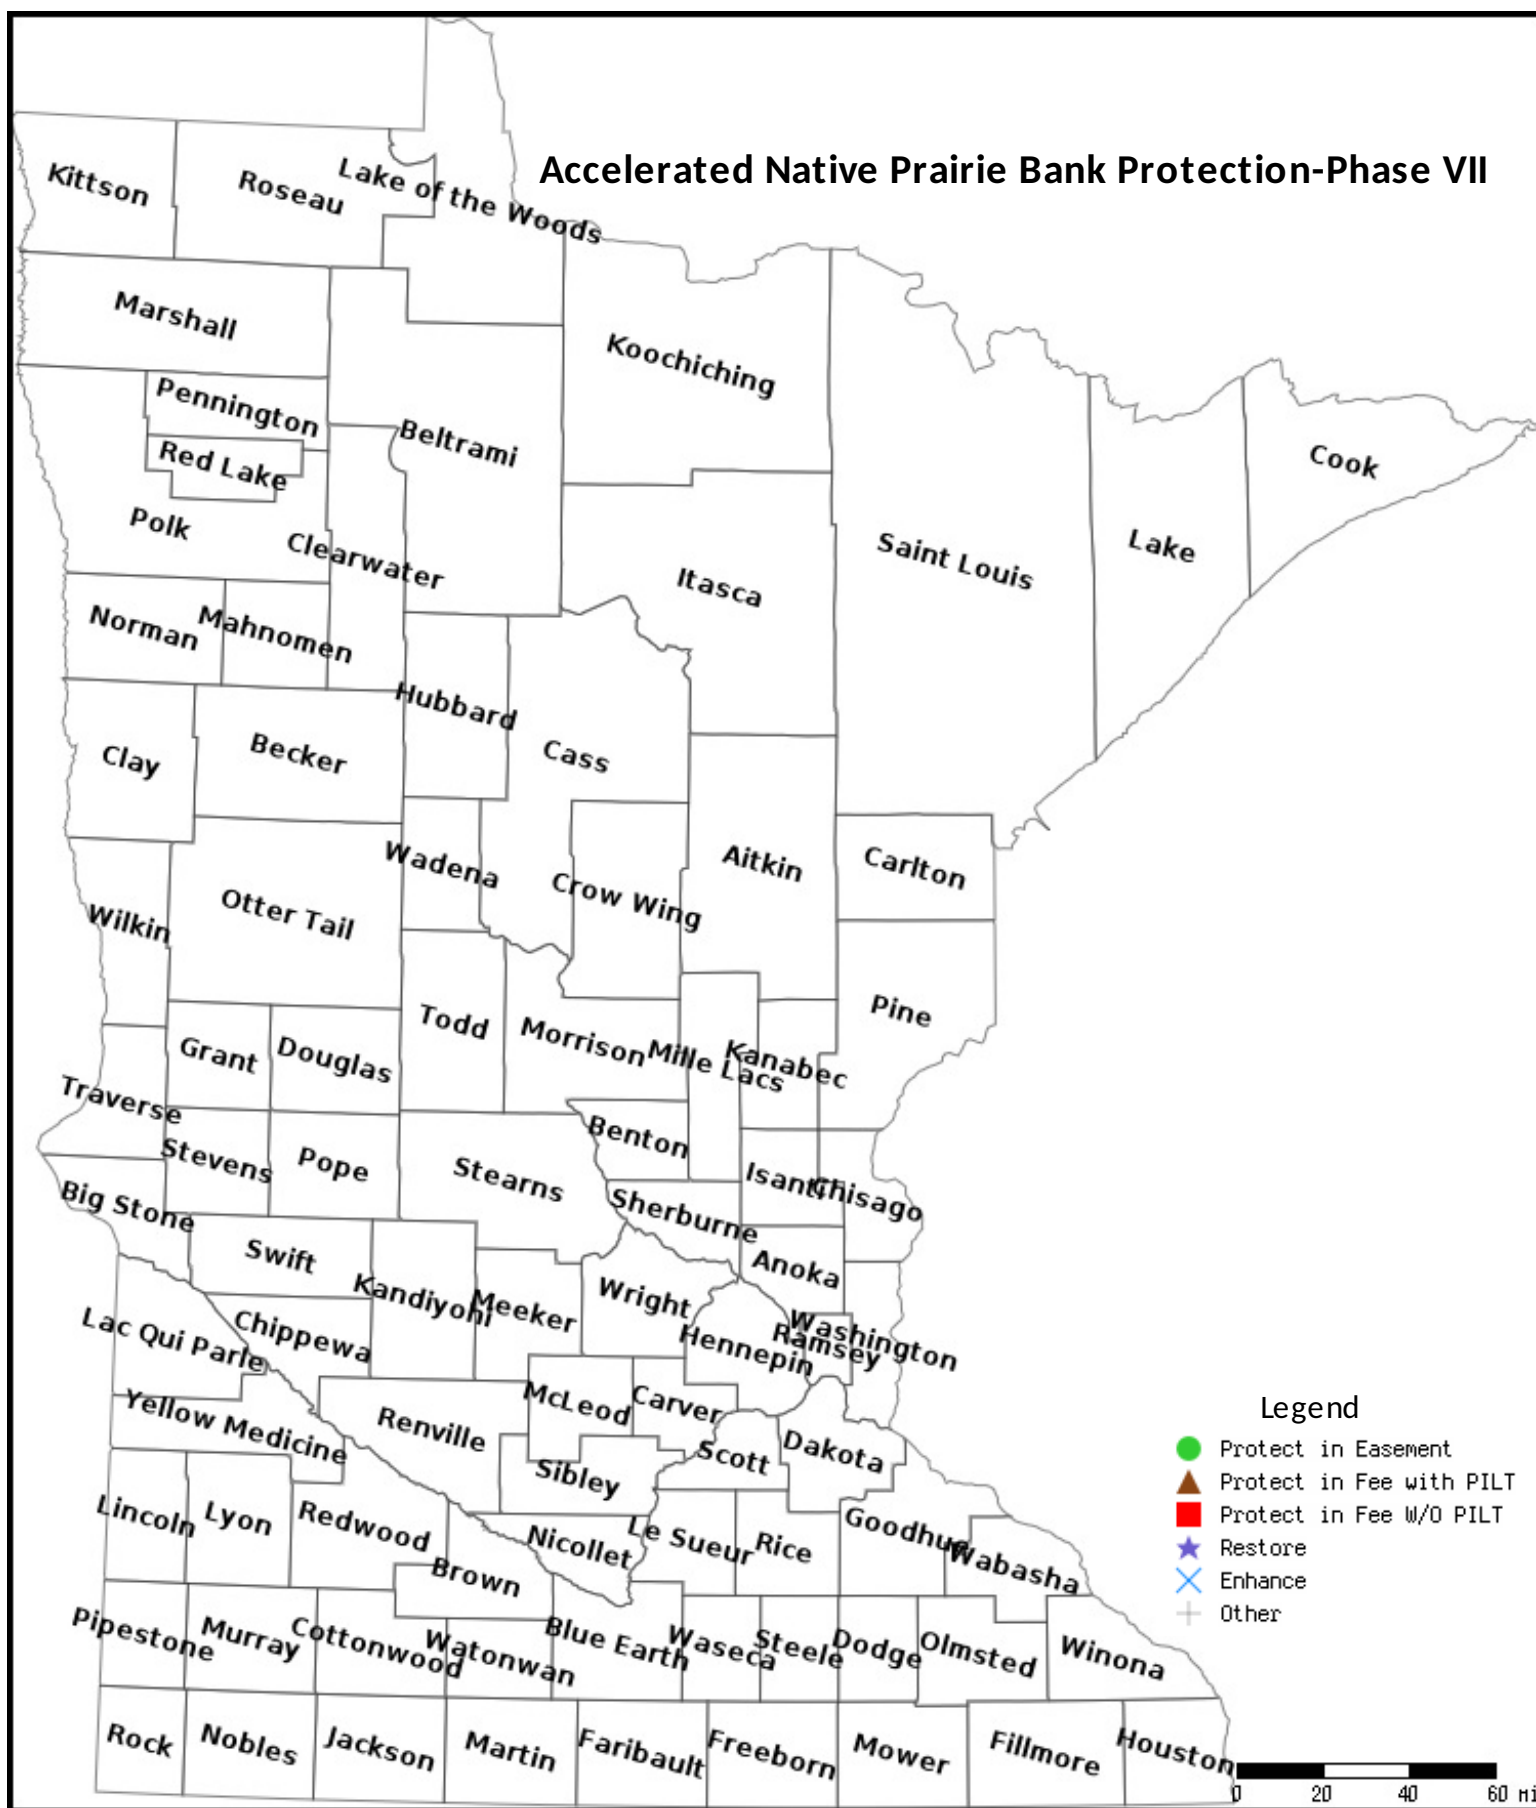 Accelerated Native Prairie Bank Protection-Phase VII
Kittson
Roseau
Lake of the Woods
Marshall
Koochiching
Pennington
Beltrami
Red Lake
Cook
Polk
Clearwater
Saint Louis
Lake
Itasca
Norman
Mahnomen
Hubbard
Clay
Becker
Cass
Wadena
Aitkin
Carlton
Crow Wing
Otter Tail
Wilkin
Pine
Todd
Morrison
Mille Lacs
Kanabec
Grant
Douglas
Traverse
Benton
Stevens
Pope
Stearns
Isanti
Chisago
Big Stone
Sherburne
Swift
Anoka
Kandiyohi
Meeker
Wright
Lac Qui Parle
Chippewa
Hennepin
Ramsey
Washington
McLeod
Carver
Yellow Medicine
Renville
Scott
Dakota
Sibley
Lincoln
Lyon
Redwood
Nicollet
Le Sueur
Rice
Goodhue
Wabasha
Brown
Pipestone
Murray
Cottonwood
Watonwan
Blue Earth
Waseca
Steele
Dodge
Olmsted
Winona
Rock
Nobles
Jackson
Martin
Faribault
Freeborn
Mower
Fillmore
Houston
Legend
Protect in Easement
Protect in Fee with PILT
Protect in Fee W/O PILT
Restore
Enhance
Other
0 20 40 60 Mi